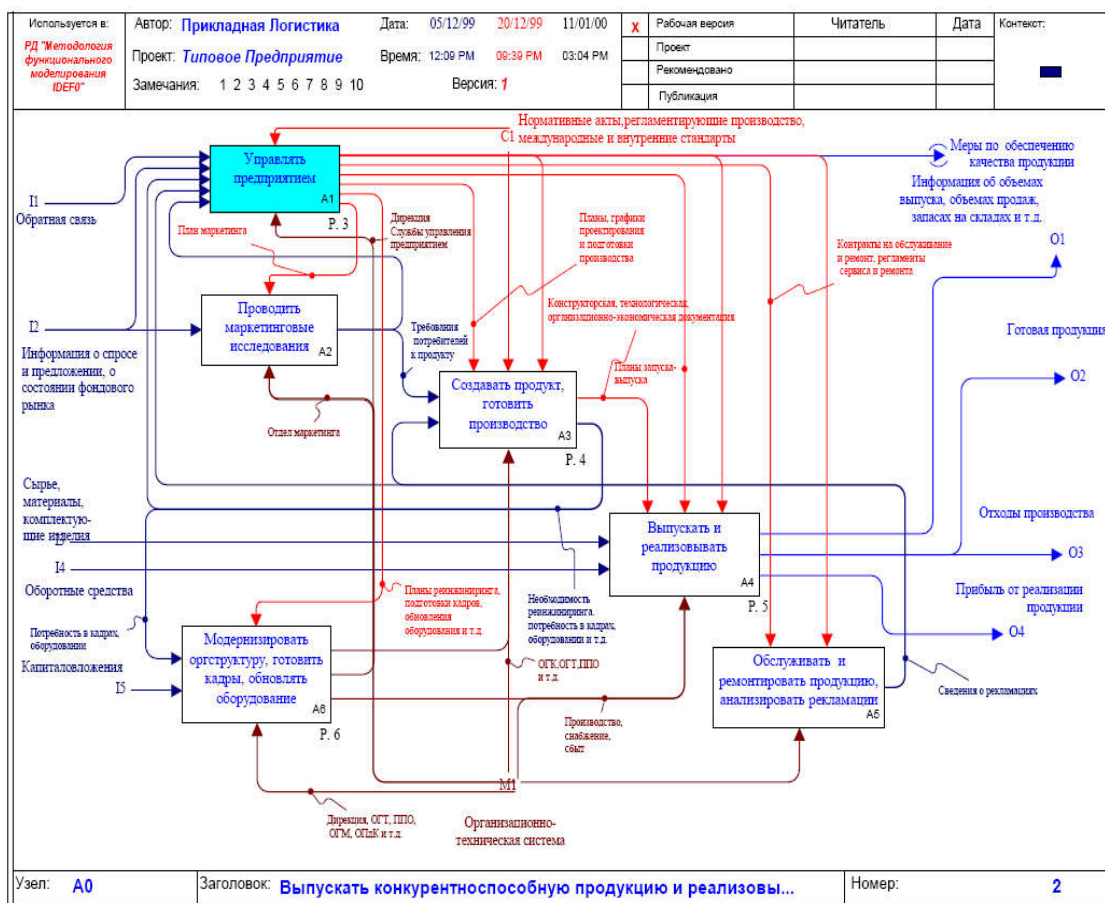 Используется в:
РД "Методология
функционального
моделирования
IDEF0"
Автор: Прикладная Логистика
Проект: Типовое Предприятие
Замечания: 1 2 3 4 5 6 7 8 9 10
Дата: 05/12/99 20/12/99 11/01/00
Время: 12:09 PM 09:39 PM 03:04 PM
Версия: 1
X Рабочая версия
Проект
Рекомендовано
Публикация
Читатель
Дата
Контекст:
Нормативные акты,регламентирующие производство,
C1 международные и внутренние стандарты
Управлять
предприятием
A1
P. 3
Меры по обеспечению
качества продукции
Информация об объемах
выпуска, объемах продаж,
запасах на складах и т.д.
I1
Обратная связь
План маркетинга
Дирекция
Службы управления
предприятием
Планы, графики
проектирования
и подготовки
производства
Контракты на обслуживание
и ремонт, регламенты
сервиса и ремонта
O1
Проводить
маркетинговые
исследования
A2
I2
Информация о спросе
и предложении, о
состоянии фондового
рынка
Требования
потребителей
к продукту
Конструкторская, технологическая,
организационно-экономическая документация
Готовая продукция
Планы запуска-
выпуска
O2
Создавать продукт,
готовить
производство
A3
P. 4
Отдел маркетинга
Сырье,
материалы,
комплектую-
щие изделия
I4
Оборотные средства
Выпускать и
реализовывать
продукцию
A4
P. 5
Отходы производства
O3
Прибыль от реализации
продукции
O4
Планы реинжиниринга,
подготовки кадров,
обновления
оборудования и т.д.
Необходимость
реинжиниринга,
потребность в кадрах,
оборудовании и т.д.
Потребность в кадрах,
оборудовании
Капиталовложения
I5
Модернизировать
оргструктуру, готовить
кадры, обновлять
оборудование
A6
P. 6
ОГК,ОГТ,ППО
и т.д.
Обслуживать и
ремонтировать продукцию,
анализировать рекламации
A5
Сведения о рекламациях
Производство,
снабжение,
сбыт
M1
Дирекция, ОГТ, ППО,
ОГМ, ОПдК и т.д.
Организационно-
техническая система
Узел: A0
Заголовок: Выпускать конкурентноспособную продукцию и реализовы...
Номер: 2